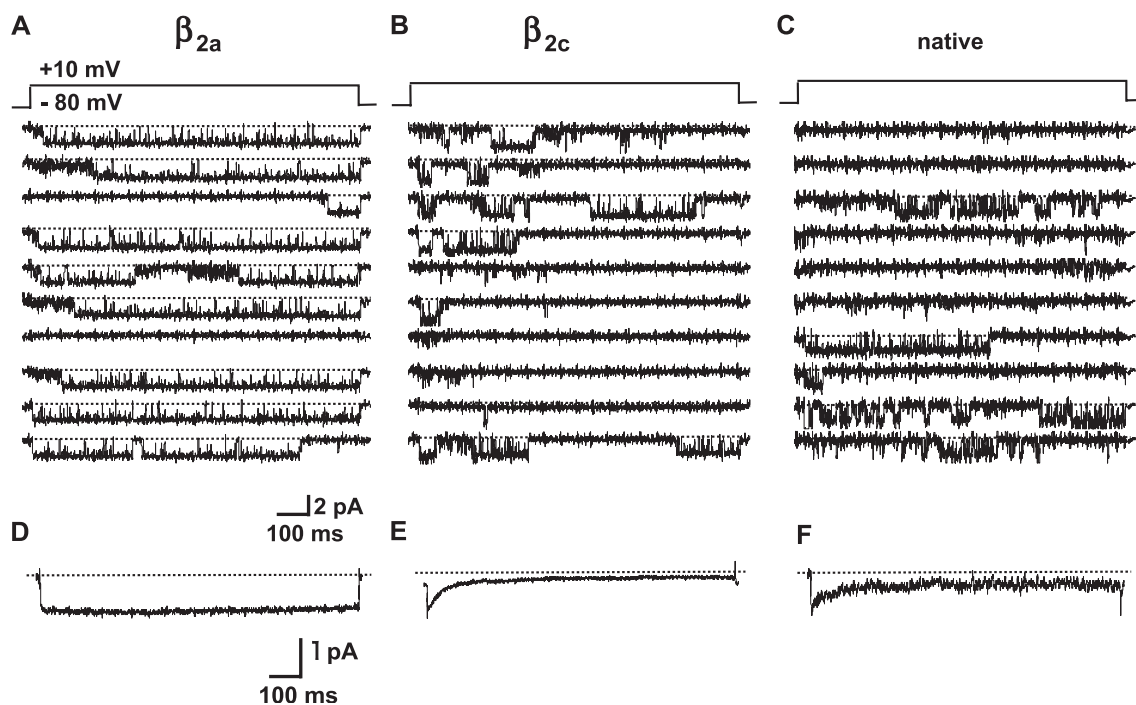 A
β2a
B
β2c
C
native
+10 mV
- 80 mV
2 pA
100 ms
D
E
F
1 pA
100 ms